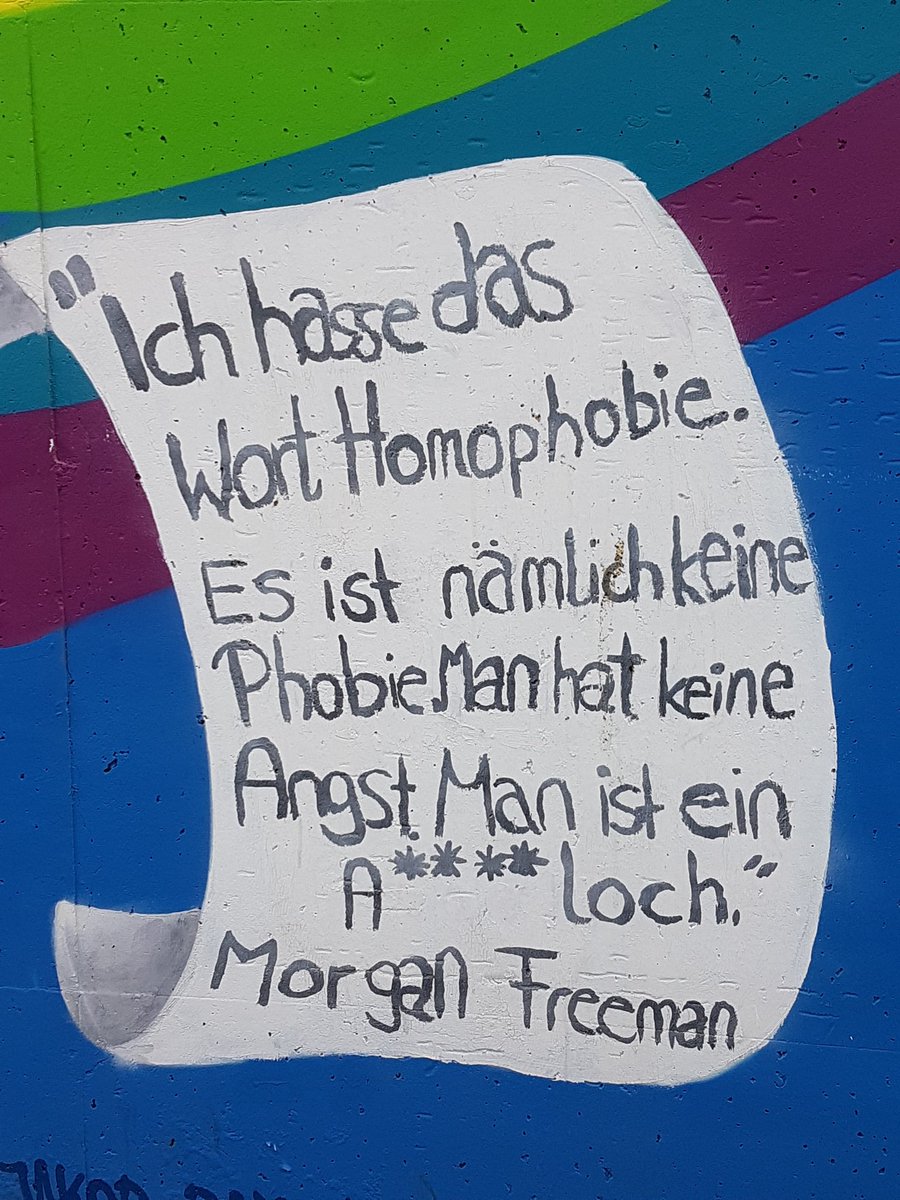 "Ich hasse das
Wort Homophobie.
Es ist nämlich keine
Phobie Man hat keine
Angst. Man ist ein
A****loch."
Morgan Freeman